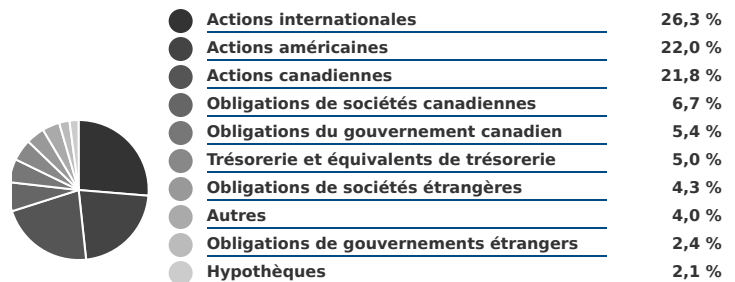 Actions internationales 26,3 %
Actions américaines 22,0 %
Actions canadiennes 21,8 %
Obligations de sociétés canadiennes 6,7 %
Obligations du gouvernement canadien 5,4 %
Trésorerie et équivalents de trésorerie 5,0 %
Obligations de sociétés étrangères 4,3 %
Autres 4,0 %
Obligations de gouvernements étrangers 2,4 %
Hypothèques 2,1 %